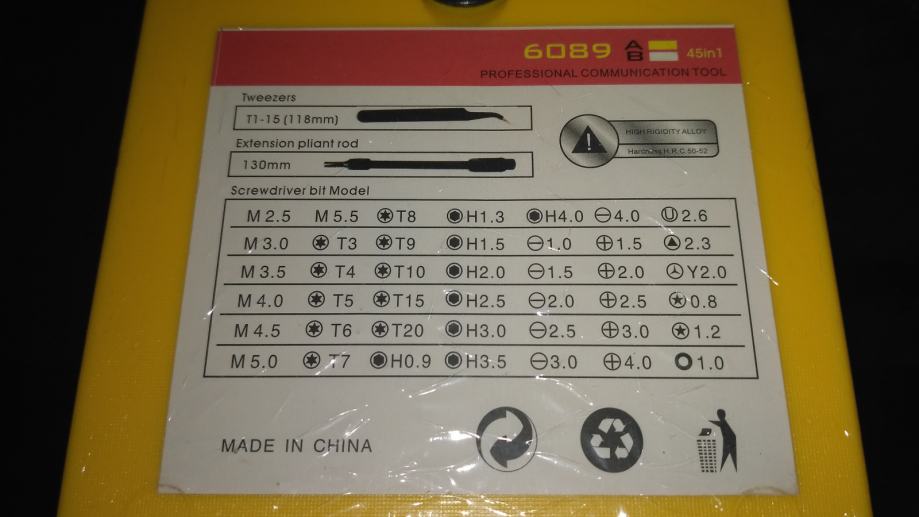 6089 A B 45in1
PROFESSIONAL COMMUNICATION TOOL
Tweezers
T1-15 (118mm)
HIGH RIGIDITY ALLOY
Hardness H.R.C 50-52
Extension pliant rod
130mm
Screwdriver bit Model
M 2.5 M 5.5 T8 H1.3 H4.0 4.0 U 2.6
M 3.0 T3 T9 H1.5 1.0 1.5 2.3
M 3.5 T4 T10 H2.0 1.5 2.0 Y2.0
M 4.0 T5 T15 H2.5 2.0 2.5 0.8
M 4.5 T6 T20 H3.0 2.5 3.0 1.2
M 5.0 T7 H0.9 H3.5 3.0 4.0 1.0
MADE IN CHINA